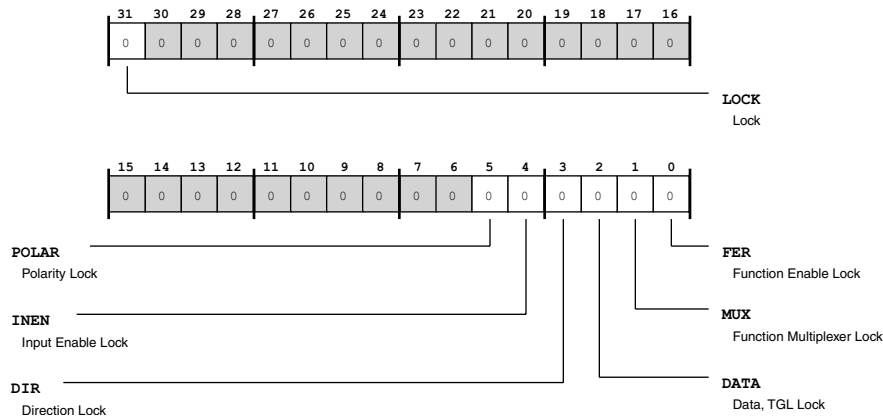 31 30 29 28 27 26 25 24 23 22 21 20 19 18 17 16
0 0 0 0 0 0 0 0 0 0 0 0 0 0 0 0
LOCK
Lock
15 14 13 12 11 10 9 8 7 6 5 4 3 2 1 0
0 0 0 0 0 0 0 0 0 0 0 0 0 0 0 0
POLAR
Polarity Lock
FER
Function Enable Lock
INEN
Input Enable Lock
MUX
Function Multiplexer Lock
DIR
Direction Lock
DATA
Data, TGL Lock